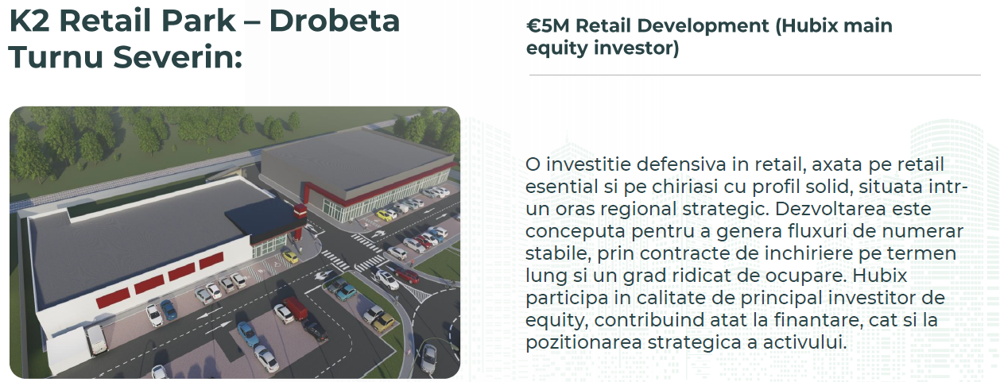 K2 Retail Park – Drobeta
Turnu Severin:
€5M Retail Development (Hubix main
equity investor)
O investitie defensiva in retail, axata pe retail
esential si pe chiriasi cu profil solid, situata intr-
un oras regional strategic. Dezvoltarea este
conceputa pentru a genera fluxuri de numerar
stabile, prin contracte de inchiriere pe termen
lung si un grad ridicat de ocupare. Hubix
participa in calitate de principal investitor de
equity, contribuind atat la finantare, cat si la
pozitionarea strategica a activului.